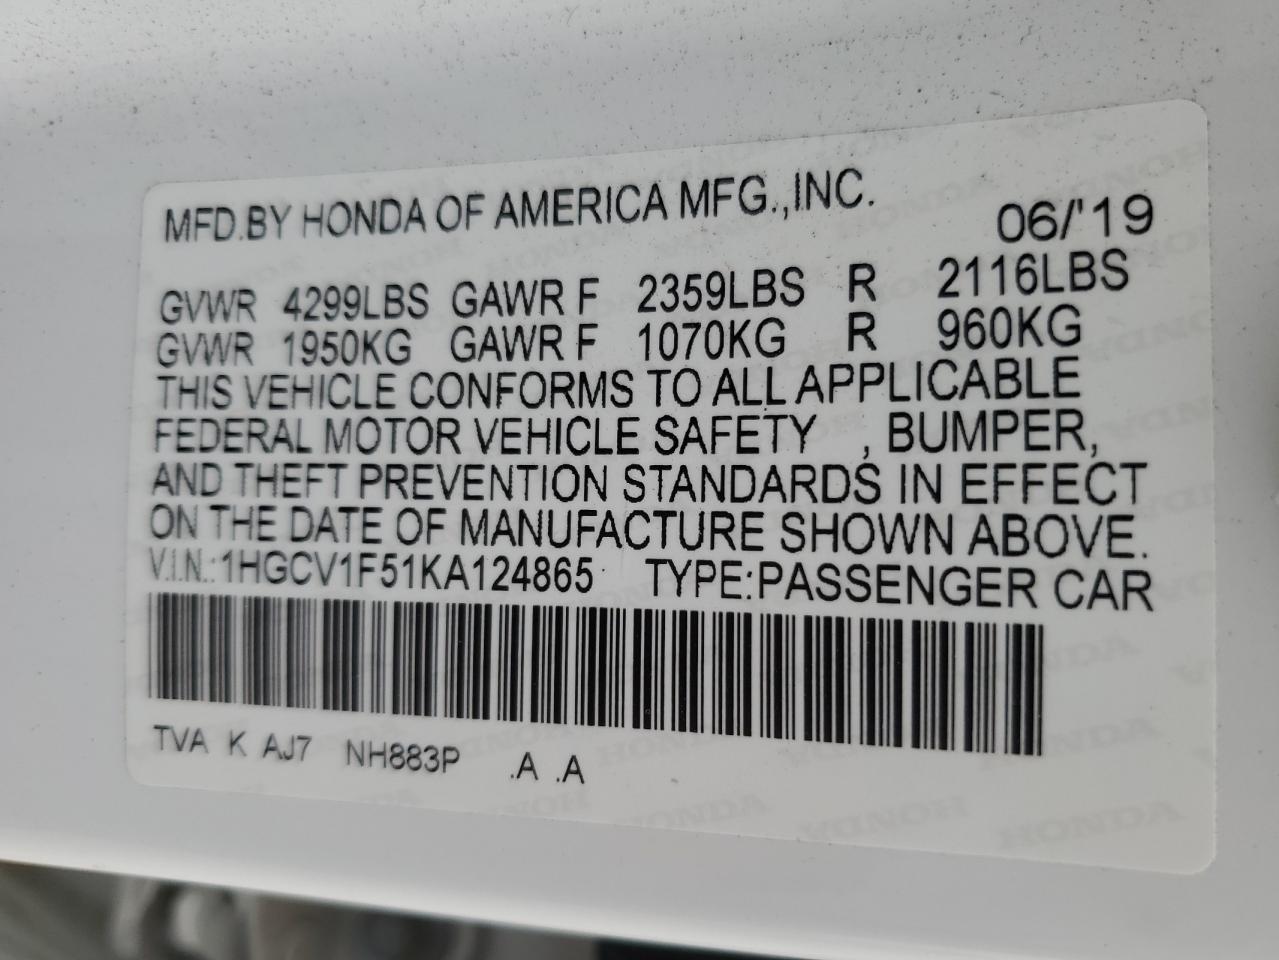 MFD.BY HONDA OF AMERICA MFG.,INC. 06/'19
GVWR 4299LBS GAWR F 2359LBS R 2116LBS
GVWR 1950KG GAWR F 1070KG R 960KG
THIS VEHICLE CONFORMS TO ALL APPLICABLE
FEDERAL MOTOR VEHICLE SAFETY , BUMPER,
AND THEFT PREVENTION STANDARDS IN EFFECT
ON THE DATE OF MANUFACTURE SHOWN ABOVE.
V.I.N.:1HGCV1F51KA124865 TYPE:PASSENGER CAR
TVA K AJ7 NH883P .A .A
HONDA